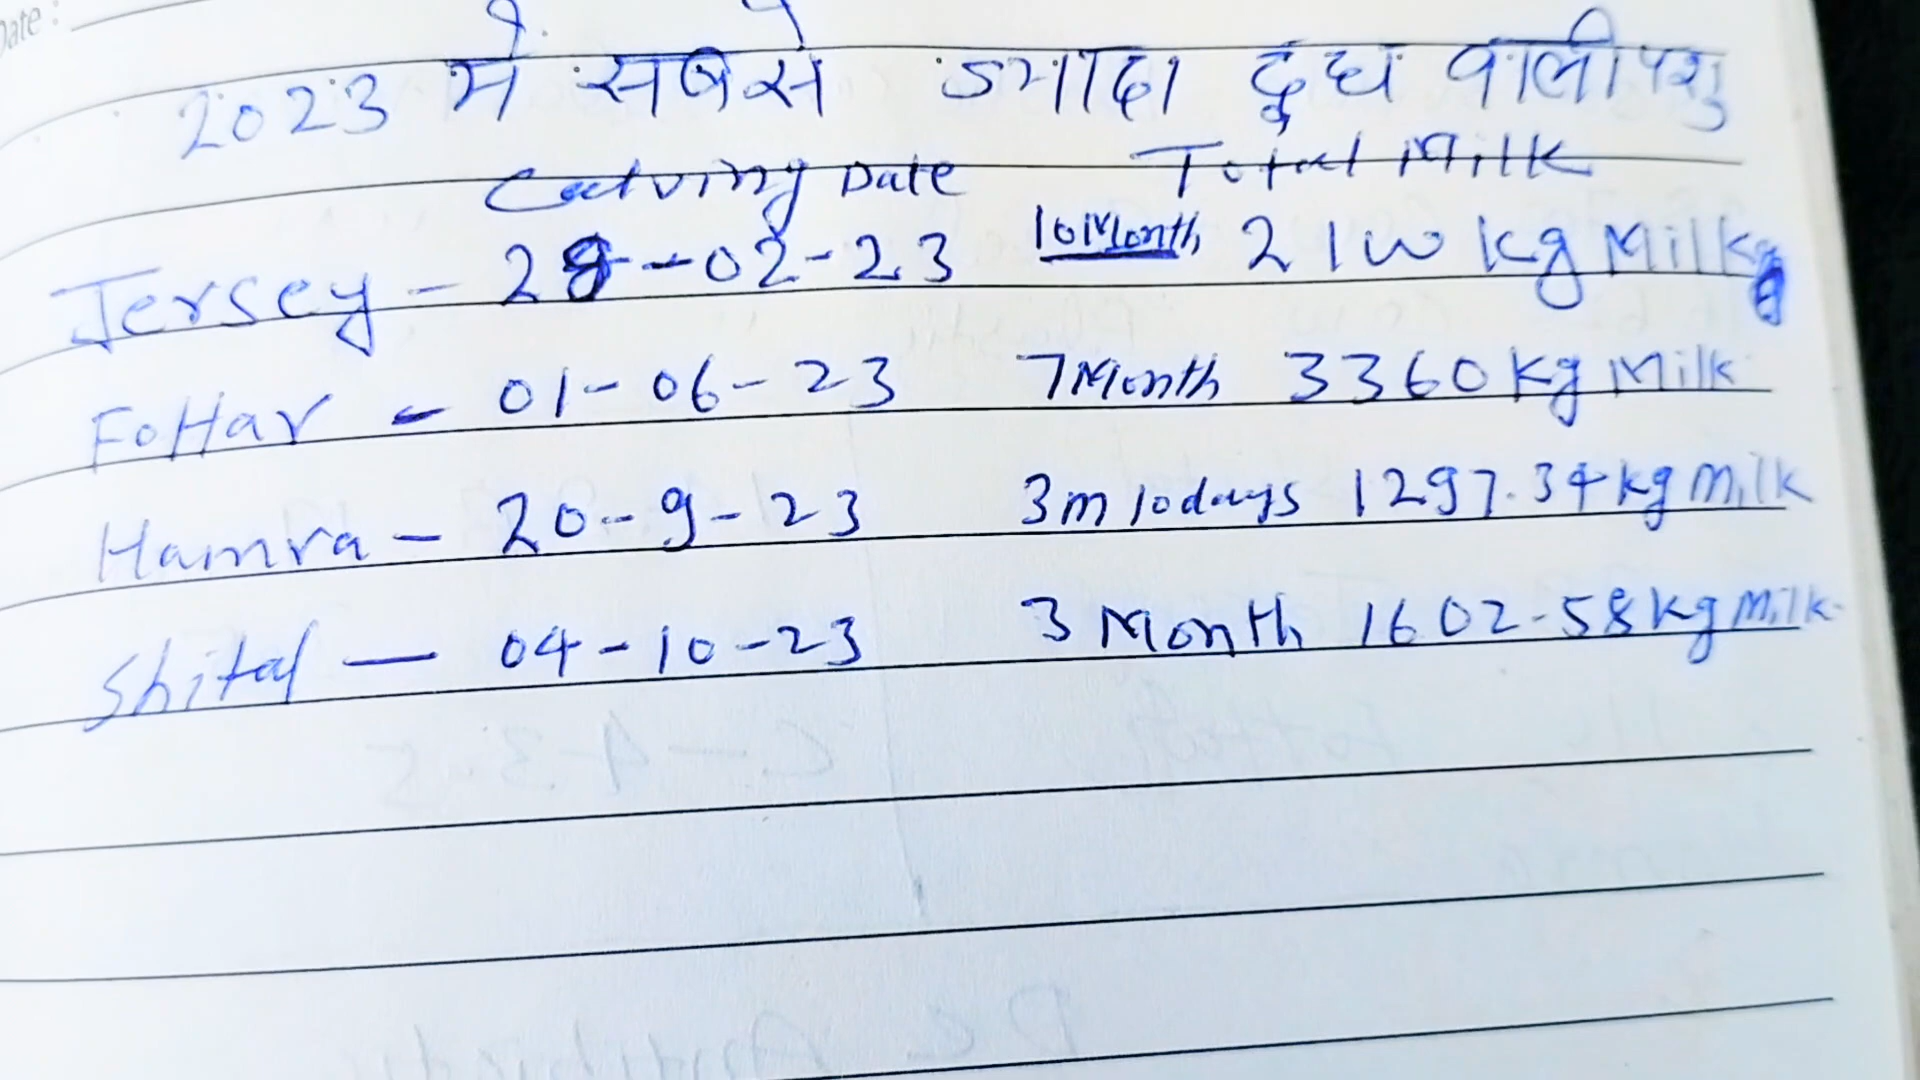 Date :
2023 में सबसे ज्यादा दूध वाली पशु
Calving Date Total Milk
Jersey - 28-02-23 10 Month 2100 kg Milk
FoHar - 01-06-23 7 Month 3360 kg Milk
Hamra - 20-9-23 3m 10 days 1297.34 kg milk
Shital — 04-10-23 3 Month 1602-58 kg milk